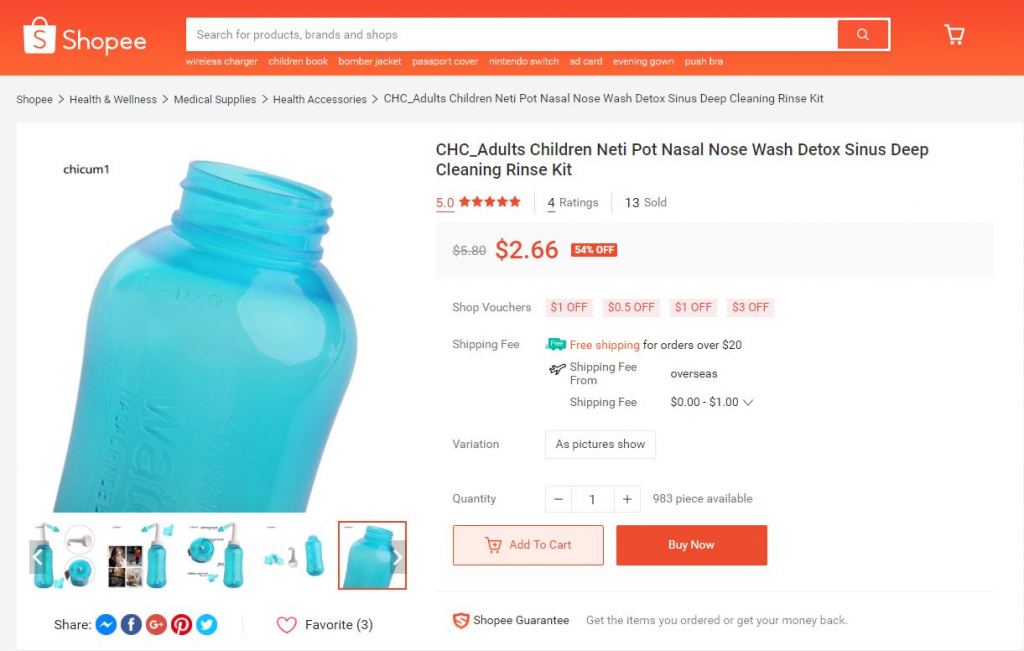 Shopee
Search for products, brands and shops
wireless charger children book bomber jacket passport cover nintendo switch sd card evening gown push bra
Shopee > Health & Wellness > Medical Supplies > Health Accessories > CHC_Adults Children Neti Pot Nasal Nose Wash Detox Sinus Deep Cleaning Rinse Kit
chicum1
CHC_Adults Children Neti Pot Nasal Nose Wash Detox Sinus Deep
Cleaning Rinse Kit
5.0 4 Ratings 13 Sold
$5.80 $2.66 54% OFF
Shop Vouchers $1 OFF $0.5 OFF $1 OFF $3 OFF
Shipping Fee Free Free shipping for orders over $20
Shipping Fee
From overseas
Shipping Fee $0.00 - $1.00
Variation As pictures show
Quantity − 1 + 983 piece available
Add To Cart Buy Now
Share: Favorite (3)
Shopee Guarantee Get the items you ordered or get your money back.